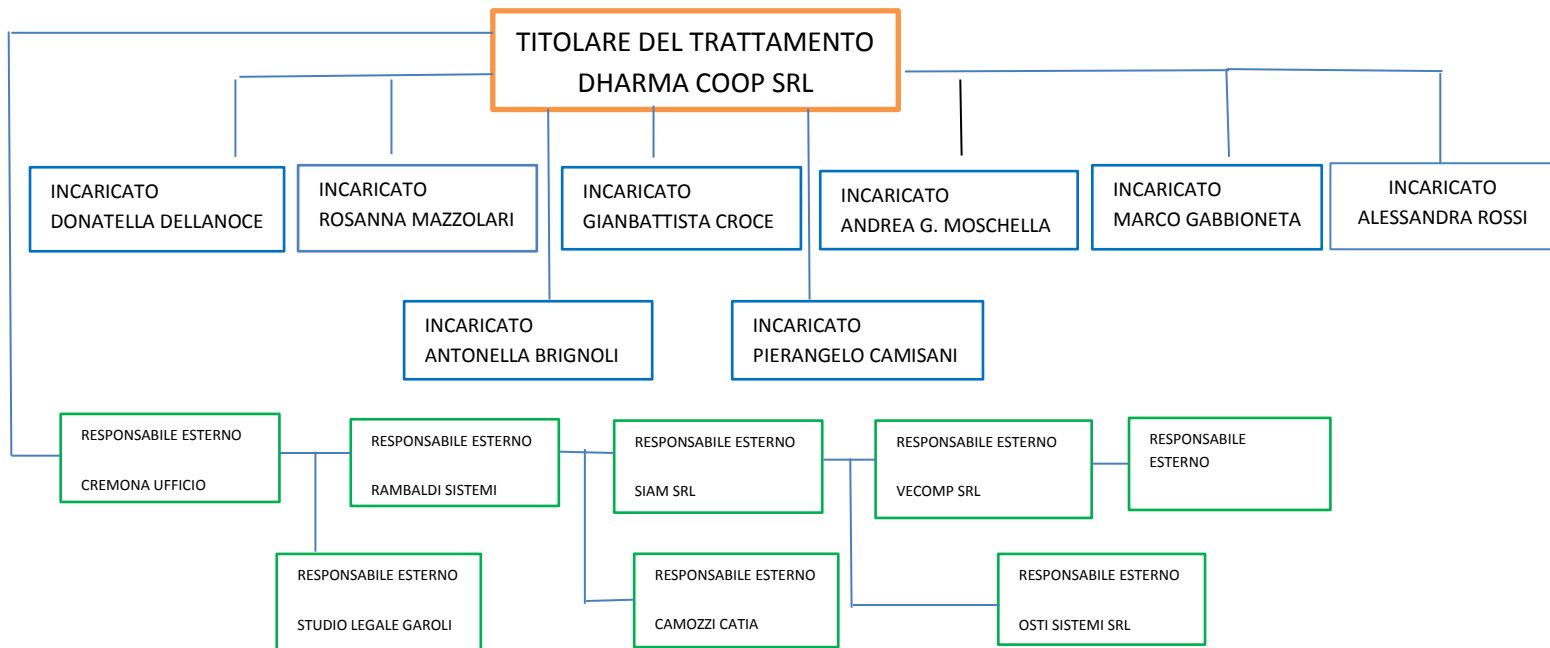 TITOLARE DEL TRATTAMENTO
DHARMA COOP SRL
INCARICATO
DONATELLA DELLANOCE
INCARICATO
ROSANNA MAZZOLARI
INCARICATO
GIANBATTISTA CROCE
INCARICATO
ANDREA G. MOSCHELLA
INCARICATO
MARCO GABBIONETA
INCARICATO
ALESSANDRA ROSSI
INCARICATO
ANTONELLA BRIGNOLI
INCARICATO
PIERANGELO CAMISANI
RESPONSABILE ESTERNO
CREMONA UFFICIO
RESPONSABILE ESTERNO
RAMBALDI SISTEMI
RESPONSABILE ESTERNO
SIAM SRL
RESPONSABILE ESTERNO
VECOMP SRL
RESPONSABILE
ESTERNO
RESPONSABILE ESTERNO
STUDIO LEGALE GAROLI
RESPONSABILE ESTERNO
CAMOZZI CATIA
RESPONSABILE ESTERNO
OSTI SISTEMI SRL